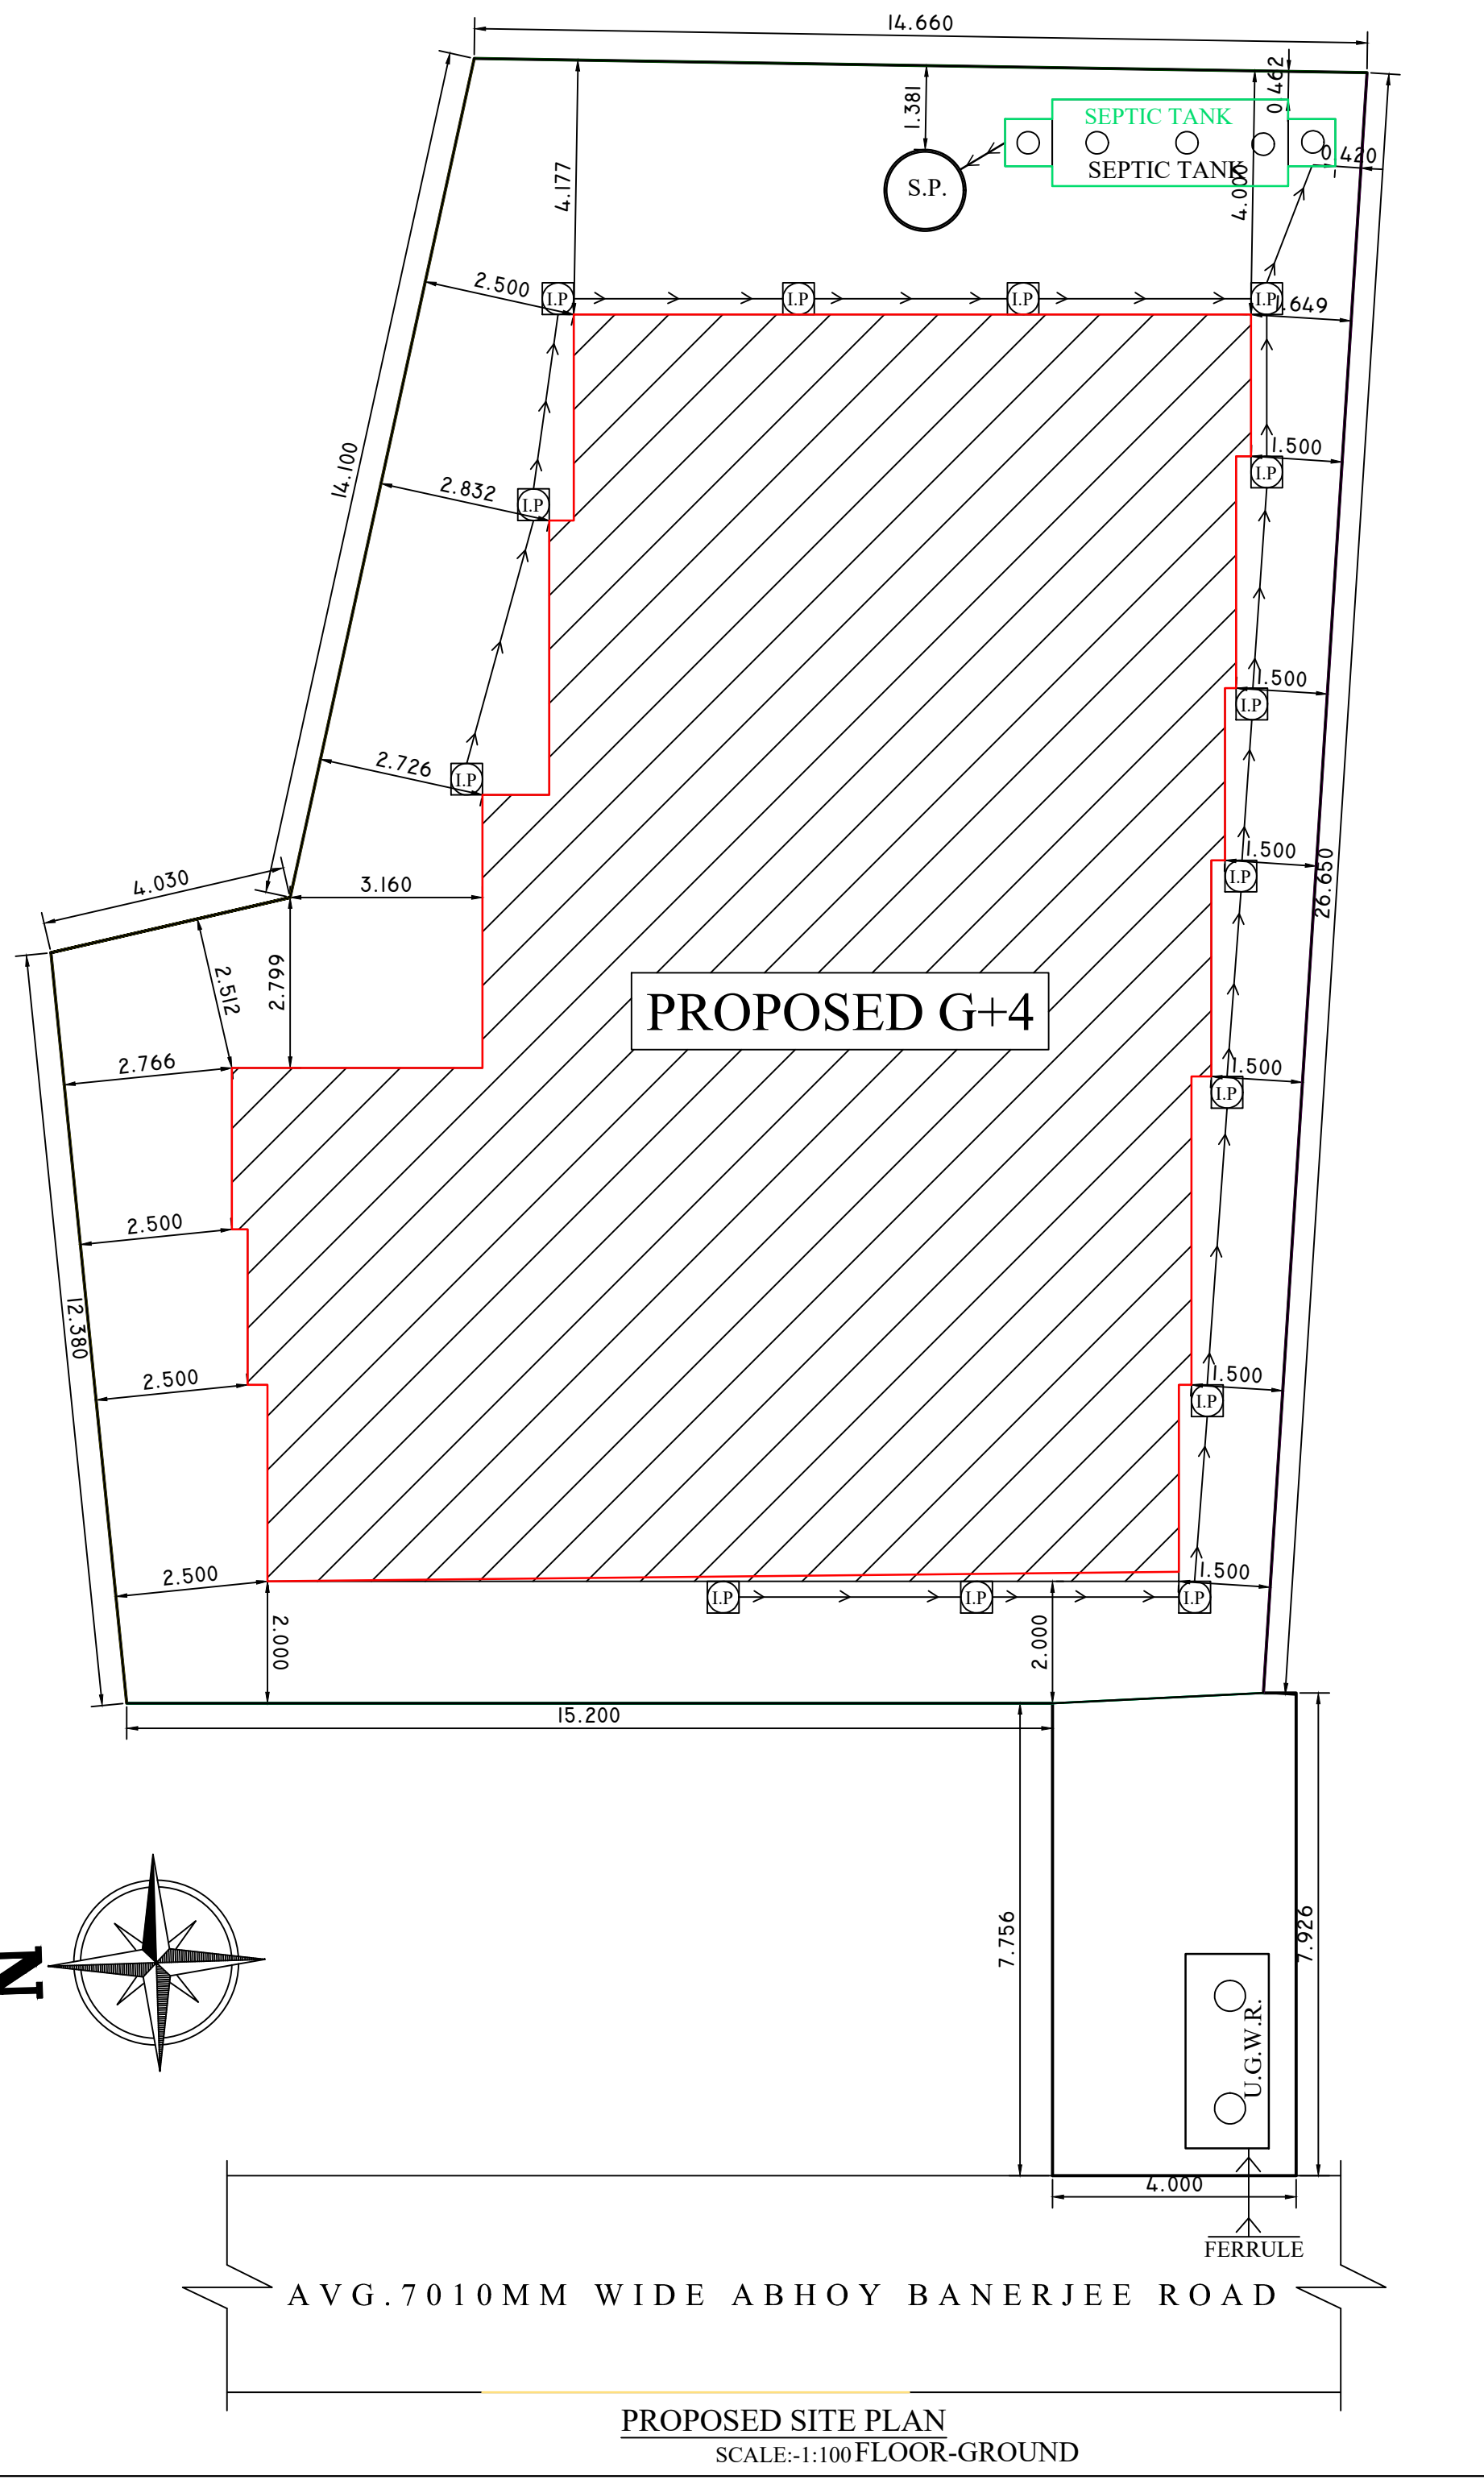 14.660
0.462
1.381
SEPTIC TANK
0.420
4.177
S.P.
SEPTIC TANK
4.000
2.500
I.P
I.P
I.P
I.P
1.649
14.100
1.500
2.832
I.P
I.P
1.500
I.P
2.726
I.P
1.500
I.P
26.650
4.030
3.160
2.512
2.799
PROPOSED G+4
2.766
1.500
I.P
2.500
12.380
2.500
1.500
I.P
2.500
1.500
I.P
I.P
I.P
2.000
2.000
15.200
7.756
7.926
N
U.G.W.R.
4.000
FERRULE
AVG.7010MM WIDE ABHOY BANERJEE ROAD
PROPOSED SITE PLAN
SCALE:-1:100 FLOOR-GROUND